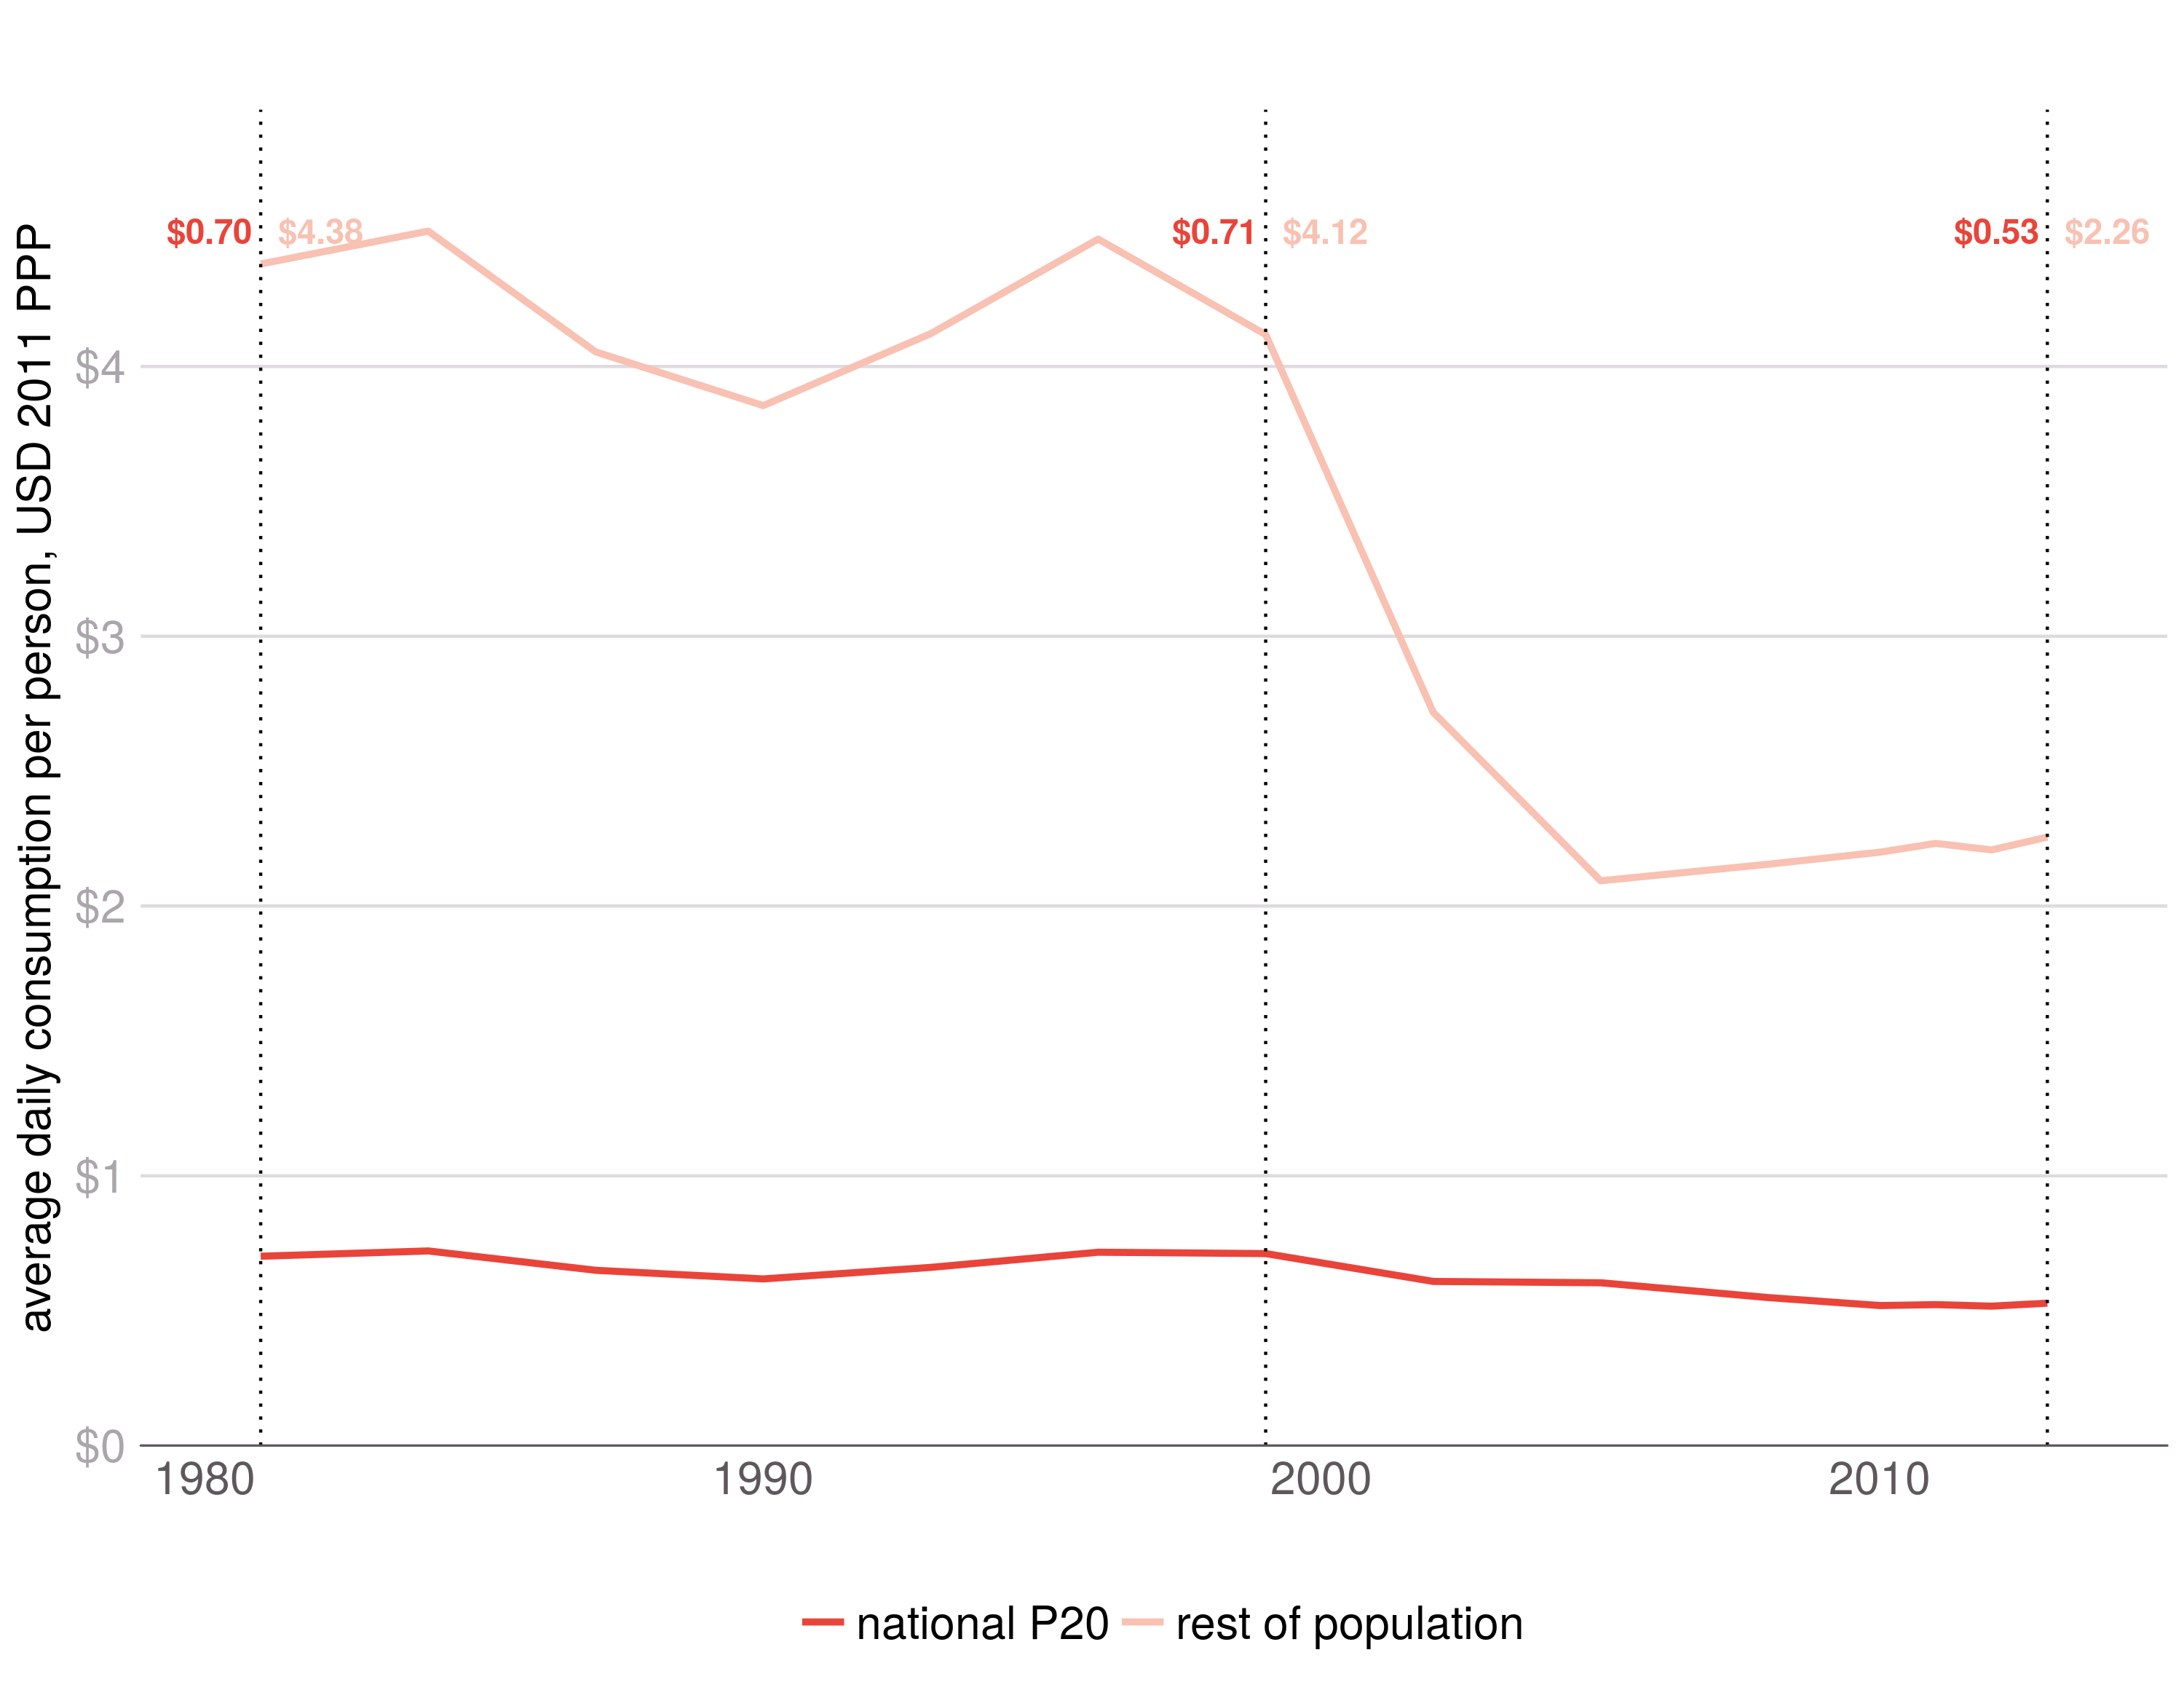 average daily consumption per person, USD 2011 PPP
$0.70 $4.38 $0.71 $4.12 $0.53 $2.26
$4
$3
$2
$1
$0
1980 1990 2000 2010
national P20 rest of population